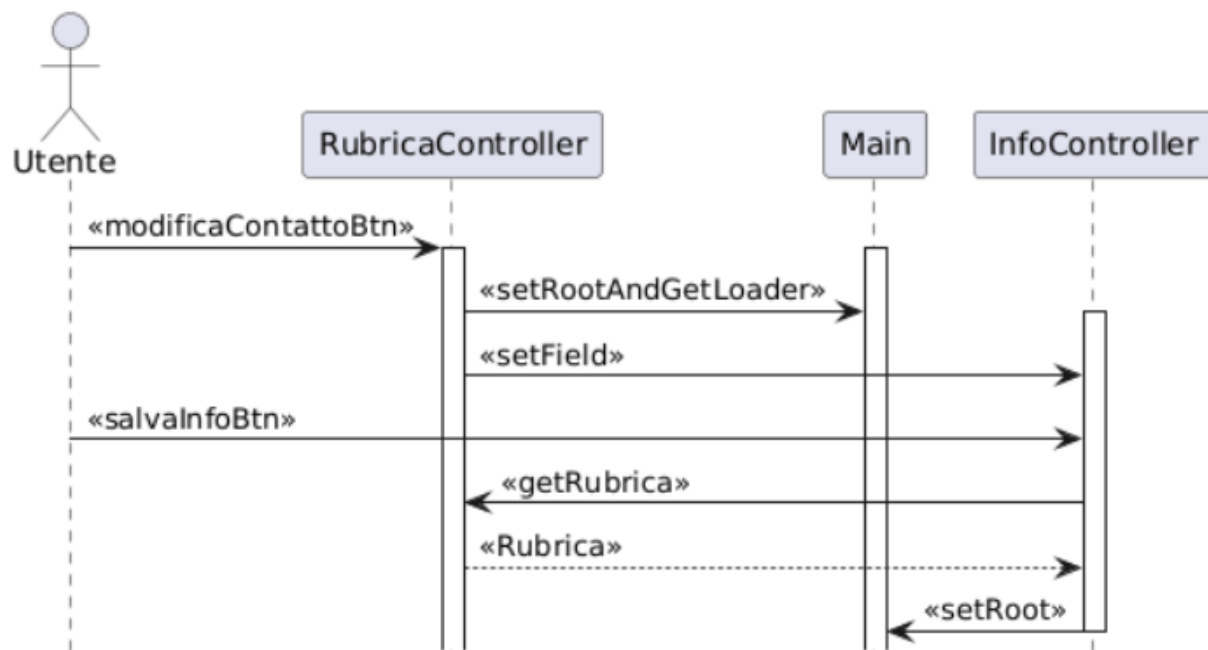 Utente
RubricaController
Main
InfoController
«modificaContattoBtn»
«setRootAndGetLoader»
«setField»
«salvaInfoBtn»
«getRubrica»
«Rubrica»
«setRoot»